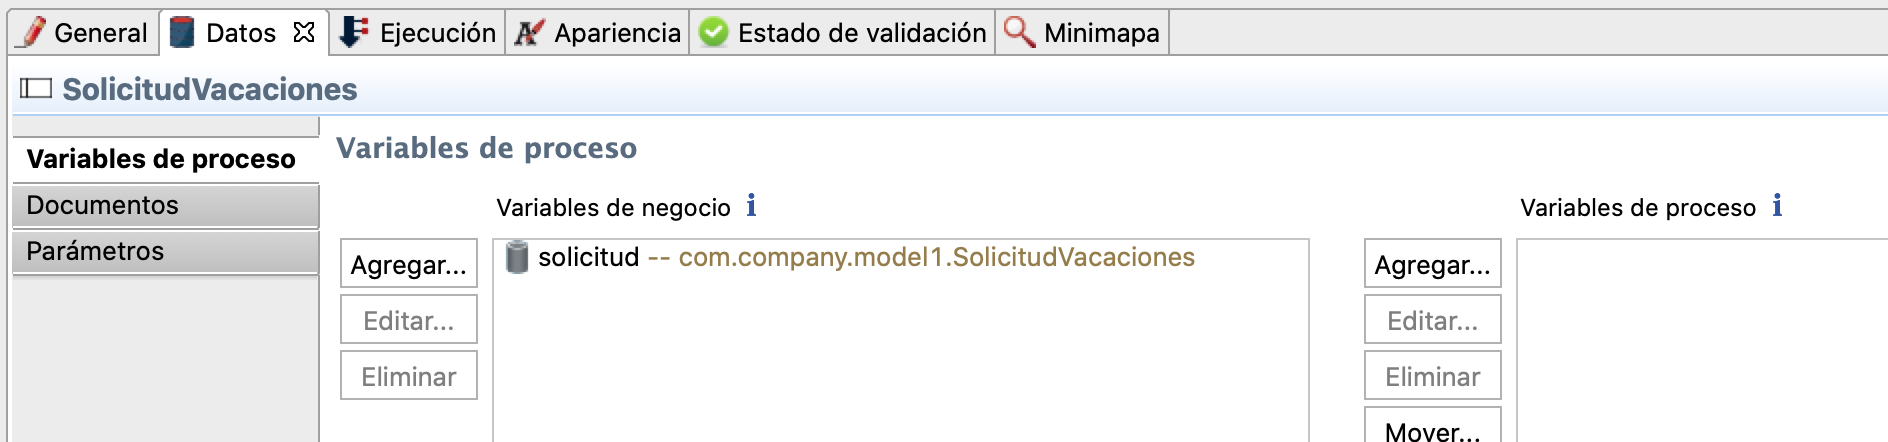 General Datos Ejecución Apariencia Estado de validación Minimapa
SolicitudVacaciones
Variables de proceso
Documentos
Parámetros
Variables de proceso
Variables de negocio
Agregar...
Editar...
Eliminar
solicitud -- com.company.model1.SolicitudVacaciones
Variables de proceso
Agregar...
Editar...
Eliminar
Mover...